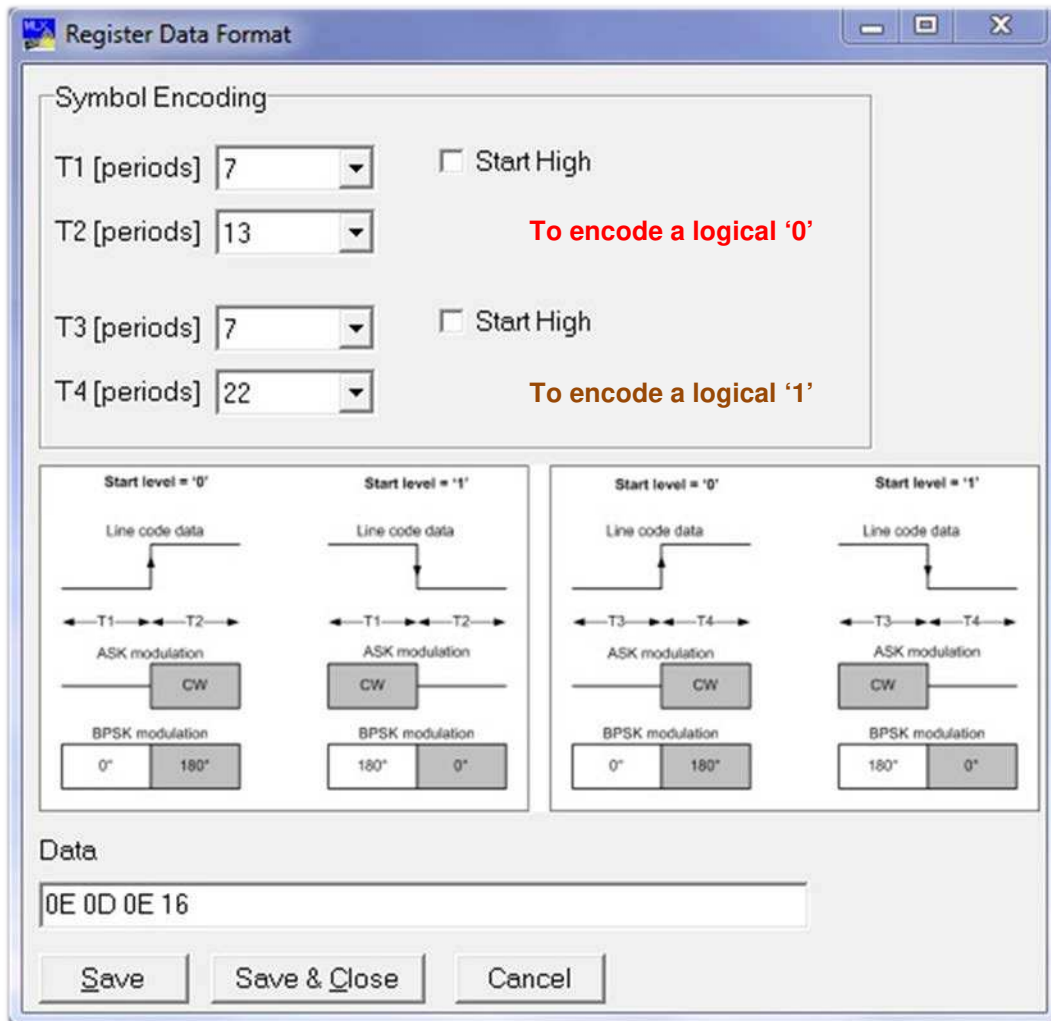 MLX
Register Data Format
Symbol Encoding
T1 [periods] 7 Start High
T2 [periods] 13 To encode a logical ‘0’
T3 [periods] 7 Start High
T4 [periods] 22 To encode a logical ‘1’
Start level = ‘0’ Start level = ‘1’ Start level = ‘0’ Start level = ‘1’
Line code data Line code data Line code data Line code data
T1 T2 T1 T2 T3 T4 T3 T4
ASK modulation ASK modulation ASK modulation ASK modulation
CW CW CW CW
BPSK modulation BPSK modulation BPSK modulation BPSK modulation
0° 180° 180° 0° 0° 180° 180° 0°
Data
0E 0D 0E 16
Save Save & Close Cancel